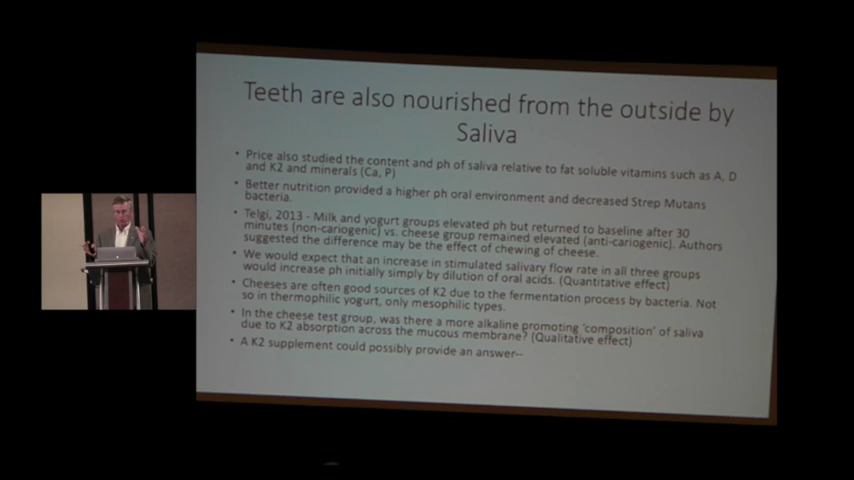 Teeth are also nourished from the outside by
Saliva
• Price also studied the content and ph of saliva relative to fat soluble vitamins such as A, D
and K2 and minerals (Ca, P)
• Better nutrition provided a higher ph oral environment and decreased Strep Mutans
bacteria.
• Telgi, 2013 - Milk and yogurt groups elevated ph but returned to baseline after 30
minutes (non-cariogenic) vs. cheese group remained elevated (anti-cariogenic). Authors
suggested the difference may be the effect of chewing of cheese.
• We would expect that an increase in stimulated salivary flow rate in all three groups
would increase ph initially simply by dilution of oral acids. (Quantitative effect)
• Cheeses are often good sources of K2 due to the fermentation process by bacteria. Not
so in thermophilic yogurt, only mesophilic types.
• In the cheese test group, was there a more alkaline promoting 'composition' of saliva
due to K2 absorption across the mucous membrane? (Qualitative effect)
• A K2 supplement could possibly provide an answer--